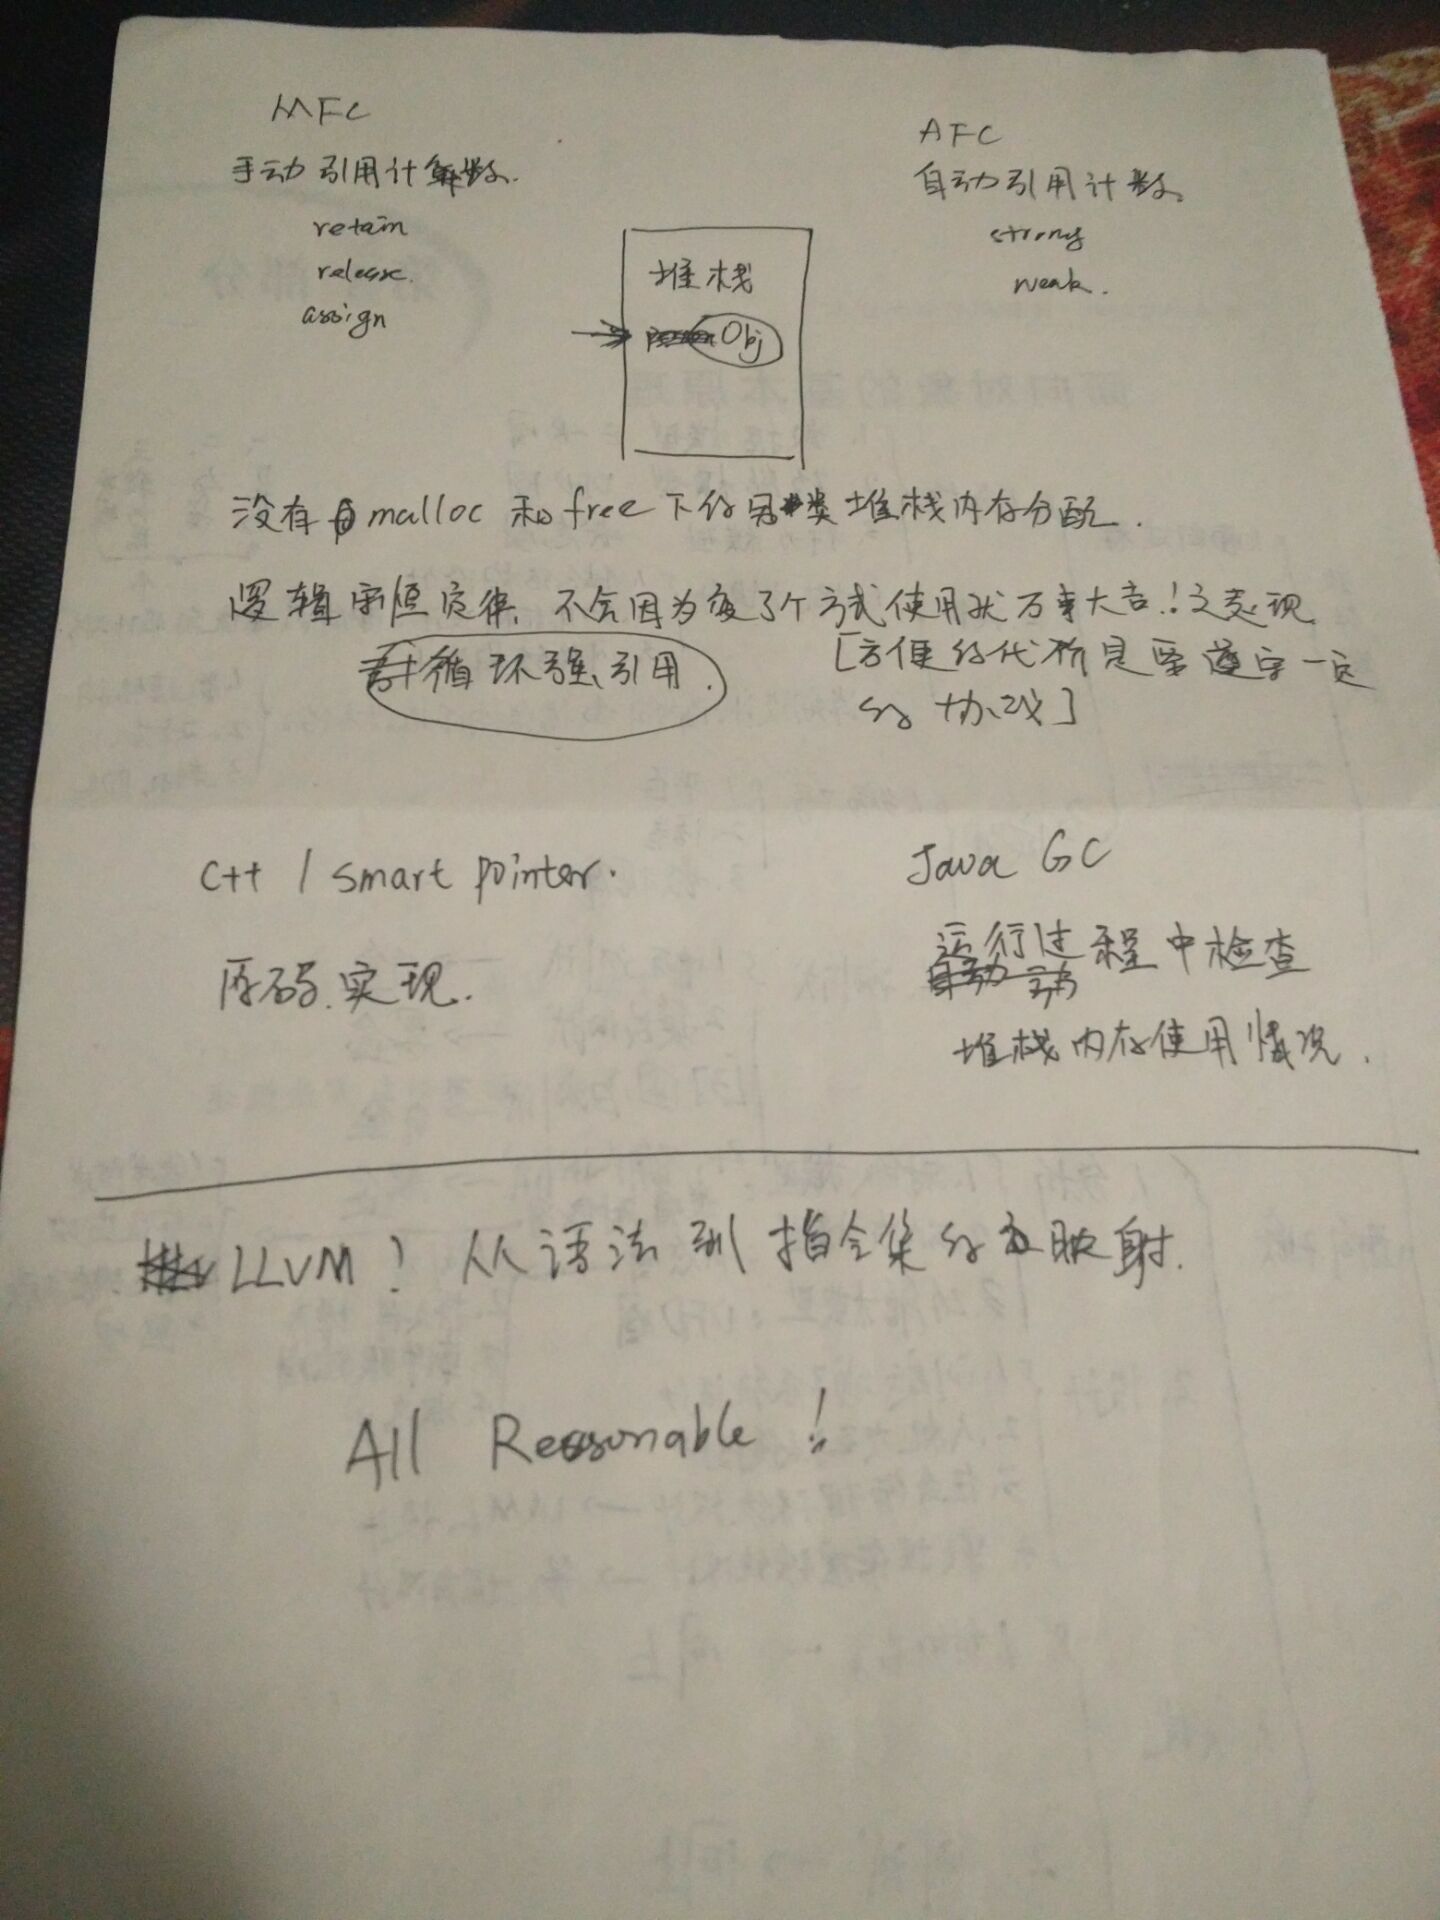 MFC
手动引用计数.
retain
release.
assign
AFC
自动引用计数。
strong
weak.
堆栈
Obj
没有 malloc 和 free 下的另类堆栈内存分配.
逻辑守恒定律, 不会因为变了个方式使用就万事大吉!之表现
循环强引用.
[方便的代价是要遵守一定
的协议]
C++ / smart pointer.
原码实现.
Java GC
运行过程中检查
堆栈内存使用情况.
LLVM! 从语法到指令集的映射.
All Resonable!